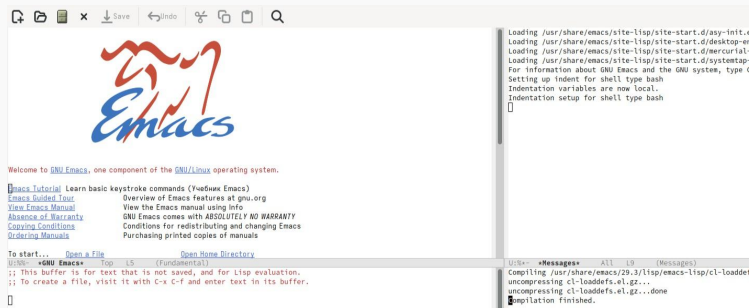 Save Undo
Emacs
Welcome to GNU Emacs, one component of the GNU/Linux operating system.
Emacs Tutorial Learn basic keystroke commands (Учебник Emacs)
Emacs Guided Tour Overview of Emacs features at gnu.org
View Emacs Manual View the Emacs manual using Info
Absence of Warranty GNU Emacs comes with ABSOLUTELY NO WARRANTY
Copying Conditions Conditions for redistributing and changing Emacs
Ordering Manuals Purchasing printed copies of manuals
To start... Open a File Open Home Directory
U:%%- *GNU Emacs* Top L5 (Fundamental)
;; This buffer is for text that is not saved, and for Lisp evaluation.
;; To create a file, visit it with C-x C-f and enter text in its buffer.
Loading /usr/share/emacs/site-lisp/site-start.d/asy-init.e
Loading /usr/share/emacs/site-lisp/site-start.d/desktop-en
Loading /usr/share/emacs/site-lisp/site-start.d/mercurial-
Loading /usr/share/emacs/site-lisp/site-start.d/systemtap-
For information about GNU Emacs and the GNU system, type C
Setting up indent for shell type bash
Indentation variables are now local.
Indentation setup for shell type bash
U:%*- *Messages* All L9 (Messages)
Compiling /usr/share/emacs/29.3/lisp/emacs-lisp/cl-loaddef
uncompressing cl-loaddefs.el.gz...
uncompressing cl-loaddefs.el.gz...done
Compilation finished.